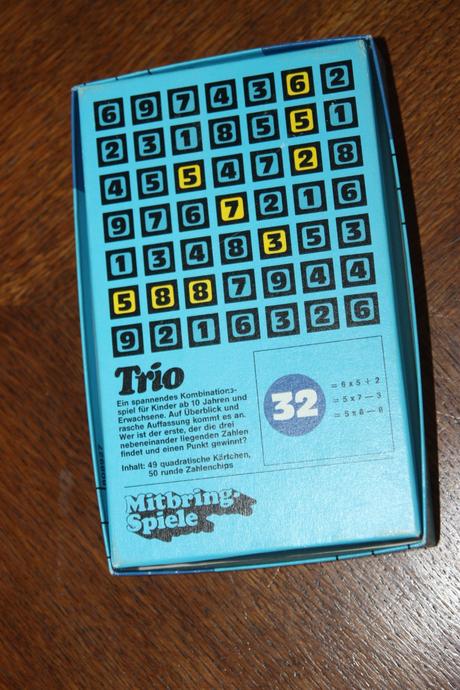 6 9 7 4 3 6 2
2 3 1 8 5 5 1
4 5 5 4 7 2 8
9 7 6 7 2 1 6
1 3 4 8 3 5 3
5 8 8 7 9 4 4
9 2 1 6 3 2 6
Trio
Ein spannendes Kombinations-
spiel für Kinder ab 10 Jahren und
Erwachsene. Auf Überblick und
rasche Auffassung kommt es an.
Wer ist der erste, der die drei
nebeneinander liegenden Zahlen
findet und einen Punkt gewinnt?
Inhalt: 49 quadratische Kärtchen,
50 runde Zahlenchips
32
= 6 x 5 + 2
= 5 x 7 — 3
= 5 x 8 — 8
Mitbring-
Spiele